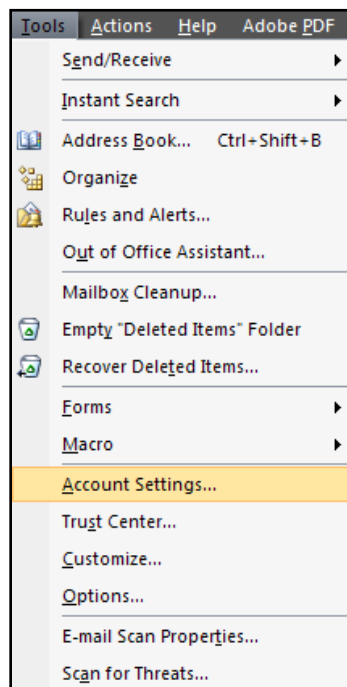 Tools Actions Help Adobe PDF
Send/Receive
Instant Search
Address Book... Ctrl+Shift+B
Organize
Rules and Alerts...
Out of Office Assistant...
Mailbox Cleanup...
Empty "Deleted Items" Folder
Recover Deleted Items...
Forms
Macro
Account Settings...
Trust Center...
Customize...
Options...
E-mail Scan Properties...
Scan for Threats...